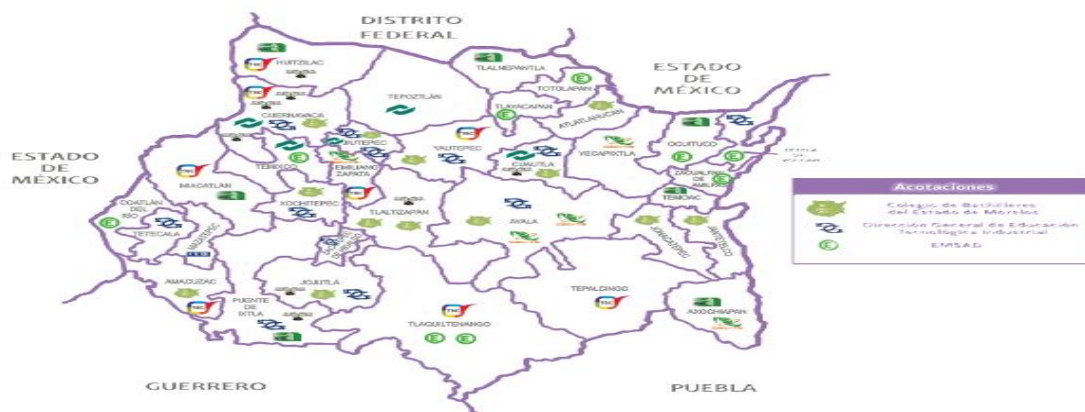 DISTRITO
FEDERAL
HUITZILAC
TLALNEPANTLA
ESTADO
DE
MÉXICO
TOTOLAPAN
TEPOZTLÁN
TLAYACAPAN
ATLATLAHUCAN
CUERNAVACA
JIUTEPEC
YAUTEPEC
OCUITUCO
ESTADO
DE
MÉXICO
TEMIXCO
EMILIANO
ZAPATA
CUAUTLA
YECAPIXTLA
ZACUALPAN
DE
AMILPAS
TEMOAC
MIACATLÁN
XOCHITEPEC
TLALTIZAPÁN
AYALA
COATLÁN
DEL
RÍO
TETECALA
MAZATEPEC
JONACATEPEC
JANTETELCO
AMACUZAC
PUENTE
DE
IXTLA
JOJUTLA
TLAQUILTENANGO
TEPALCINGO
AXOCHIAPAN
GUERRERO
PUEBLA
Acotaciones
Colegio de Bachilleres
del Estado de Morelos
Dirección General de Educación
Tecnológica Industrial
EMSAD